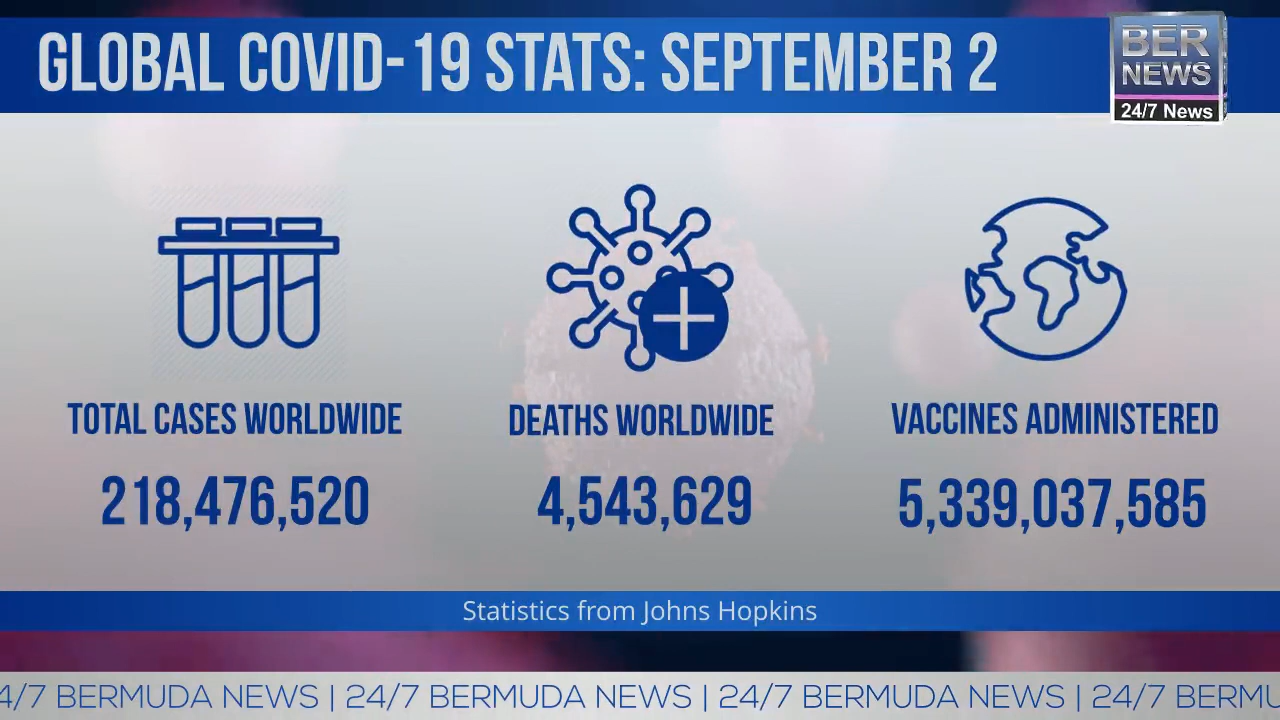 GLOBAL COVID-19 STATS: SEPTEMBER 2
BER
NEWS
24/7 News
TOTAL CASES WORLDWIDE
218,476,520
DEATHS WORLDWIDE
4,543,629
VACCINES ADMINISTERED
5,339,037,585
Statistics from Johns Hopkins
4/7 BERMUDA NEWS | 24/7 BERMUDA NEWS | 24/7 BERMUDA NEWS | 24/7 BERMU